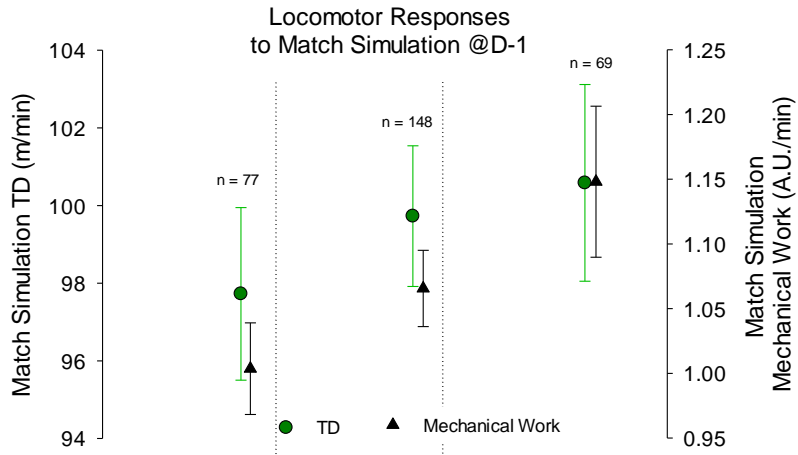 Locomotor Responses
to Match Simulation @D-1
Match Simulation TD (m/min)
104
102
100
98
96
94
n = 77
n = 148
n = 69
TD
Mechanical Work
1.25
1.20
1.15
1.10
1.05
1.00
0.95
Match Simulation
Mechanical Work (A.U./min)